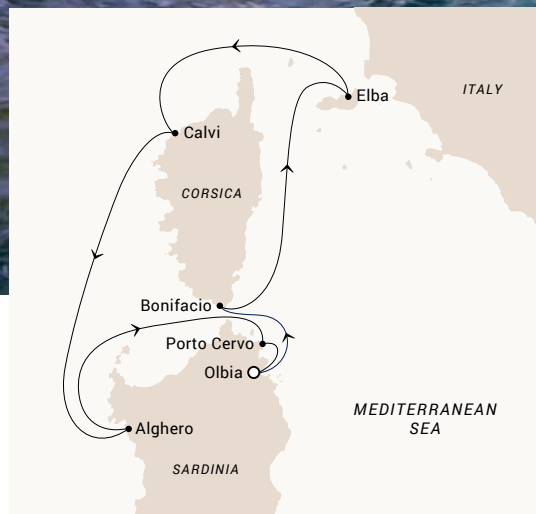 Elba
ITALY
Calvi
CORSICA
Bonifacio
Porto Cervo
Olbia
MEDITERRANEAN
SEA
Alghero
SARDINIA